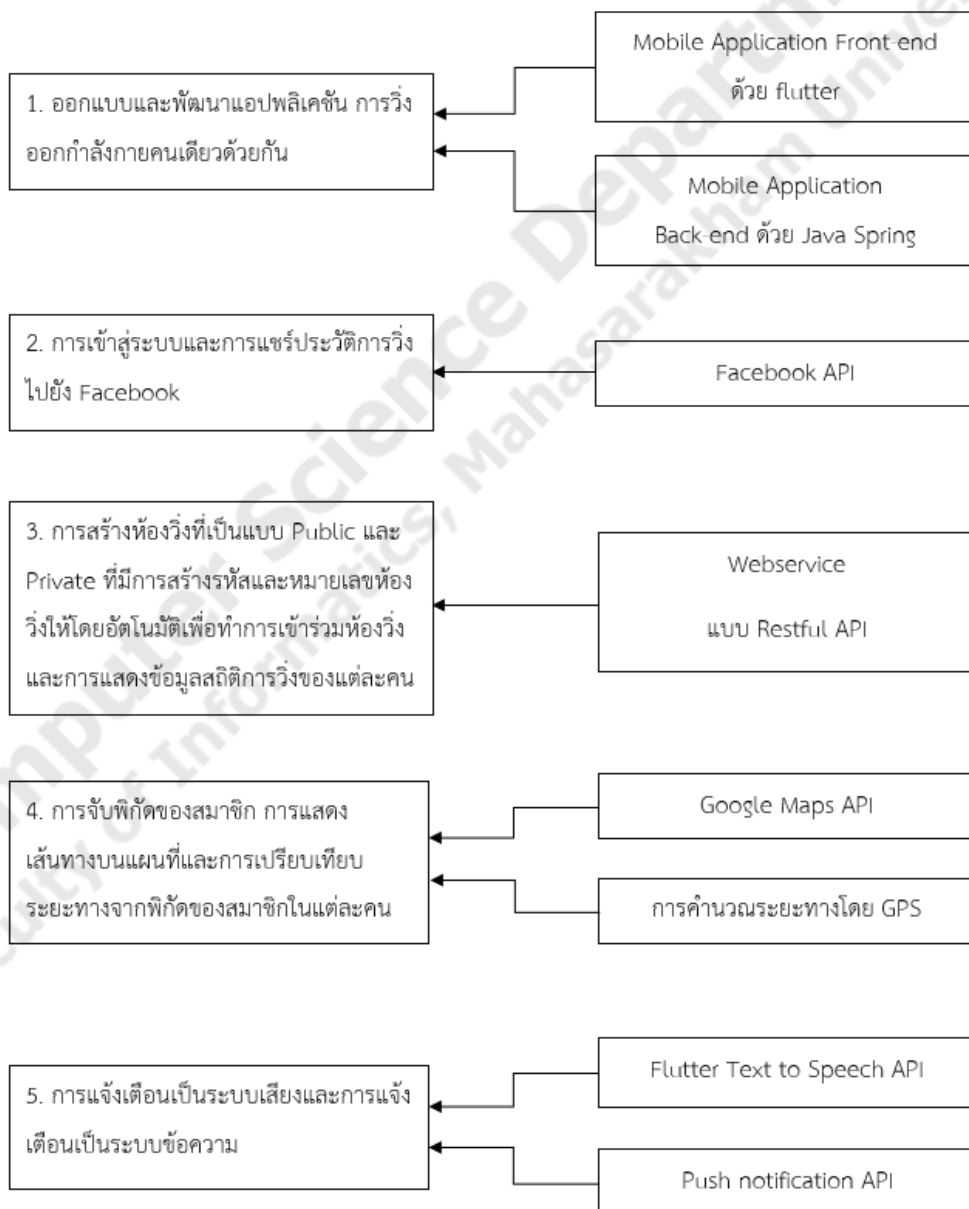 Mobile Application Front-end
ด้วย flutter
1. ออกแบบและพัฒนาแอปพลิเคชัน การวิ่ง
ออกกำลังกายคนเดียวด้วยกัน
Mobile Application
Back-end ด้วย Java Spring
2. การเข้าสู่ระบบและการแชร์ประวัติการวิ่ง
ไปยัง Facebook
Facebook API
3. การสร้างห้องวิ่งที่เป็นแบบ Public และ
Private ที่มีการสร้างรหัสและหมายเลขห้อง
วิ่งให้โดยอัตโนมัติเพื่อทำการเข้าร่วมห้องวิ่ง
และการแสดงข้อมูลสถิติการวิ่งของแต่ละคน
Webservice
แบบ Restful API
4. การจับพิกัดของสมาชิก การแสดง
เส้นทางบนแผนที่และการเปรียบเทียบ
ระยะทางจากพิกัดของสมาชิกในแต่ละคน
Google Maps API
การคำนวณระยะทางโดย GPS
5. การแจ้งเตือนเป็นระบบเสียงและการแจ้ง
เตือนเป็นระบบข้อความ
Flutter Text to Speech API
Push notification API
Computer Science Department
Faculty of Informatics, Mahasarakham University